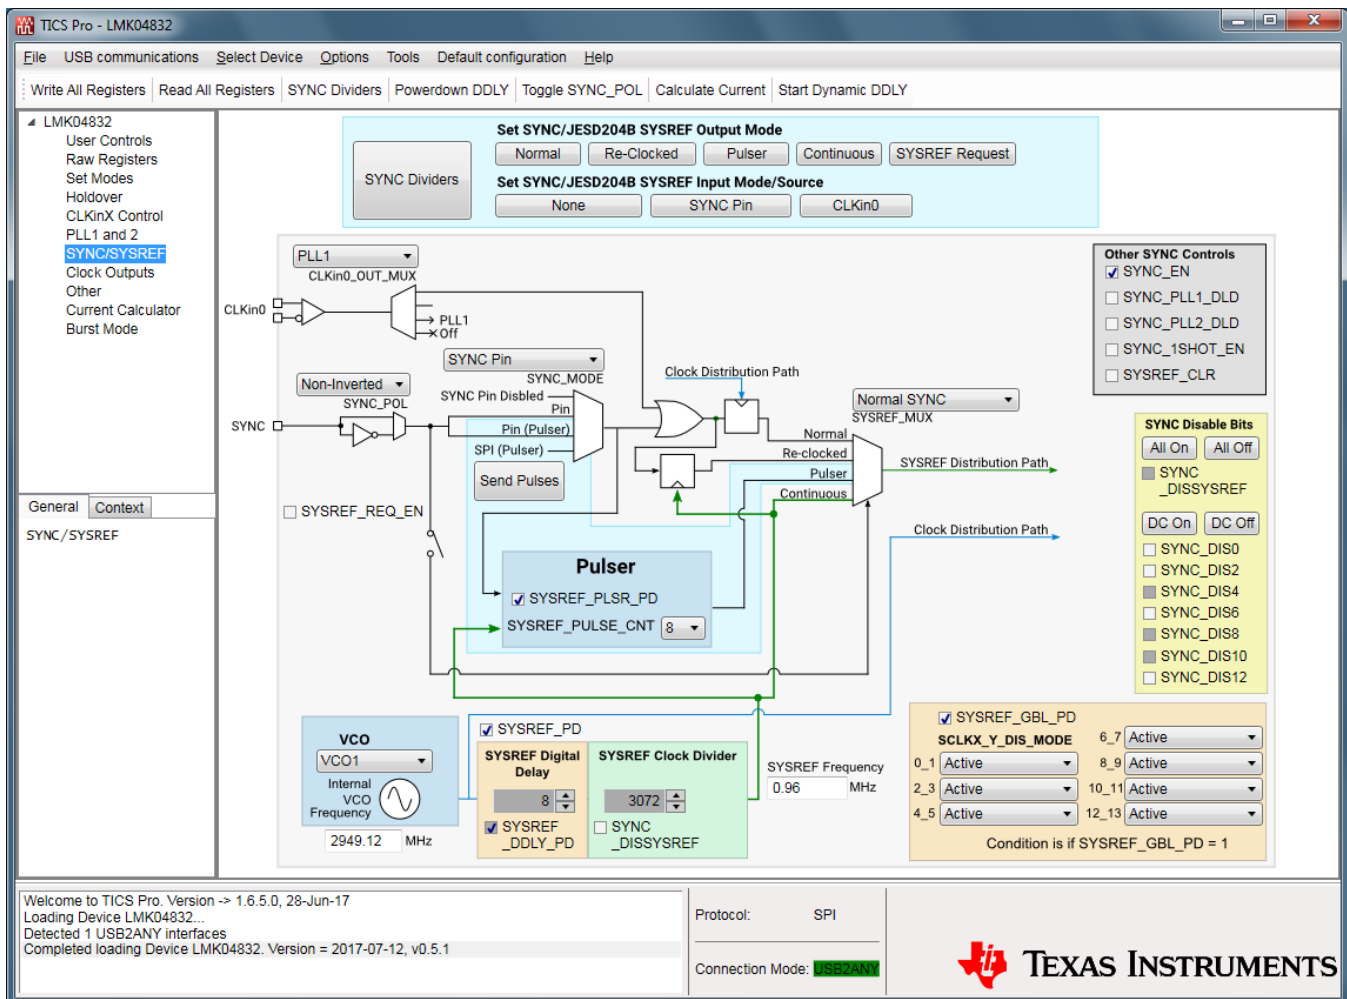 TICS Pro - LMK04832
File USB communications Select Device Options Tools Default configuration Help
Write All Registers Read All Registers SYNC Dividers Powerdown DDLY Toggle SYNC_POL Calculate Current Start Dynamic DDLY
LMK04832
User Controls
Raw Registers
Set Modes
Holdover
CLKinX Control
PLL1 and 2
SYNC/SYSREF
Clock Outputs
Other
Current Calculator
Burst Mode
General Context
SYNC/SYSREF
SYNC Dividers
Set SYNC/JESD204B SYSREF Output Mode
Normal Re-Clocked Pulser Continuous SYSREF Request
Set SYNC/JESD204B SYSREF Input Mode/Source
None SYNC Pin CLKin0
PLL1
CLKin0_OUT_MUX
CLKin0
PLL1
Off
SYNC Pin
SYNC_MODE
Non-Inverted
SYNC_POL
SYNC Pin Disbled
Pin
Pin (Pulser)
SPI (Pulser)
SYNC
Send Pulses
Clock Distribution Path
Normal SYNC
SYSREF_MUX
Normal
Re-clocked
Pulser
Continuous
SYSREF Distribution Path
Clock Distribution Path
SYSREF_REQ_EN
Pulser
SYSREF_PLSR_PD
SYSREF_PULSE_CNT 8
Other SYNC Controls
SYNC_EN
SYNC_PLL1_DLD
SYNC_PLL2_DLD
SYNC_1SHOT_EN
SYSREF_CLR
SYNC Disable Bits
All On All Off
SYNC
_DISSYSREF
DC On DC Off
SYNC_DIS0
SYNC_DIS2
SYNC_DIS4
SYNC_DIS6
SYNC_DIS8
SYNC_DIS10
SYNC_DIS12
VCO
VCO1
Internal
VCO
Frequency
2949.12 MHz
SYSREF_PD
SYSREF Digital
Delay
8
SYSREF
_DDLY_PD
SYSREF Clock Divider
3072
SYNC
_DISSYSREF
SYSREF Frequency
0.96 MHz
SYSREF_GBL_PD
SCLKX_Y_DIS_MODE
0_1 Active
2_3 Active
4_5 Active
6_7 Active
8_9 Active
10_11 Active
12_13 Active
Condition is if SYSREF_GBL_PD = 1
Welcome to TICS Pro. Version -> 1.6.5.0, 28-Jun-17
Loading Device LMK04832...
Detected 1 USB2ANY interfaces
Completed loading Device LMK04832. Version = 2017-07-12, v0.5.1
Protocol: SPI
Connection Mode: USB2ANY
TEXAS INSTRUMENTS